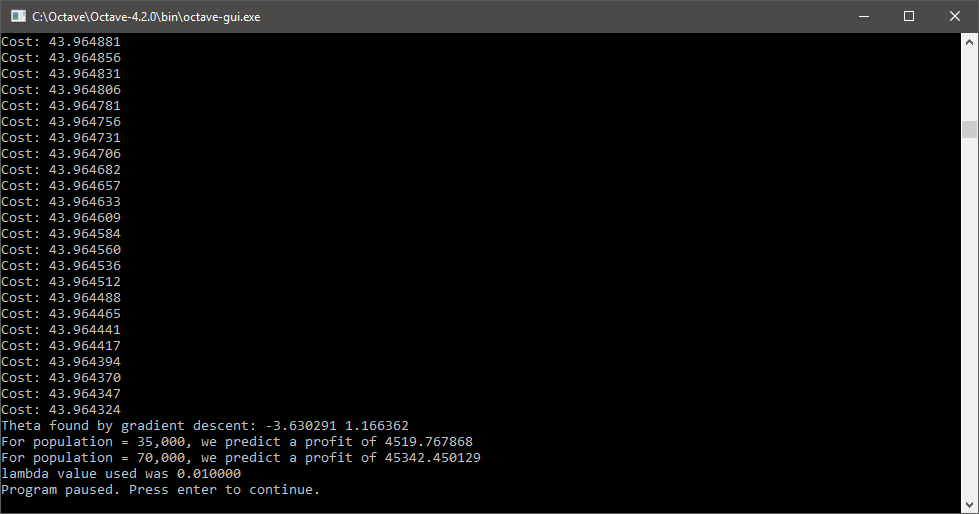 C:\Octave\Octave-4.2.0\bin\octave-gui.exe
Cost: 43.964881
Cost: 43.964856
Cost: 43.964831
Cost: 43.964806
Cost: 43.964781
Cost: 43.964756
Cost: 43.964731
Cost: 43.964706
Cost: 43.964682
Cost: 43.964657
Cost: 43.964633
Cost: 43.964609
Cost: 43.964584
Cost: 43.964560
Cost: 43.964536
Cost: 43.964512
Cost: 43.964488
Cost: 43.964465
Cost: 43.964441
Cost: 43.964417
Cost: 43.964394
Cost: 43.964370
Cost: 43.964347
Cost: 43.964324
Theta found by gradient descent: -3.630291 1.166362
For population = 35,000, we predict a profit of 4519.767868
For population = 70,000, we predict a profit of 45342.450129
lambda value used was 0.010000
Program paused. Press enter to continue.